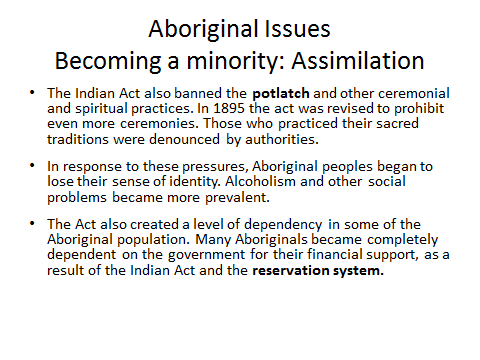 Aboriginal Issues
Becoming a minority: Assimilation
• The Indian Act also banned the potlatch and other ceremonial
and spiritual practices. In 1895 the act was revised to prohibit
even more ceremonies. Those who practiced their sacred
traditions were denounced by authorities.
• In response to these pressures, Aboriginal peoples began to
lose their sense of identity. Alcoholism and other social
problems became more prevalent.
• The Act also created a level of dependency in some of the
Aboriginal population. Many Aboriginals became completely
dependent on the government for their financial support, as a
result of the Indian Act and the reservation system.